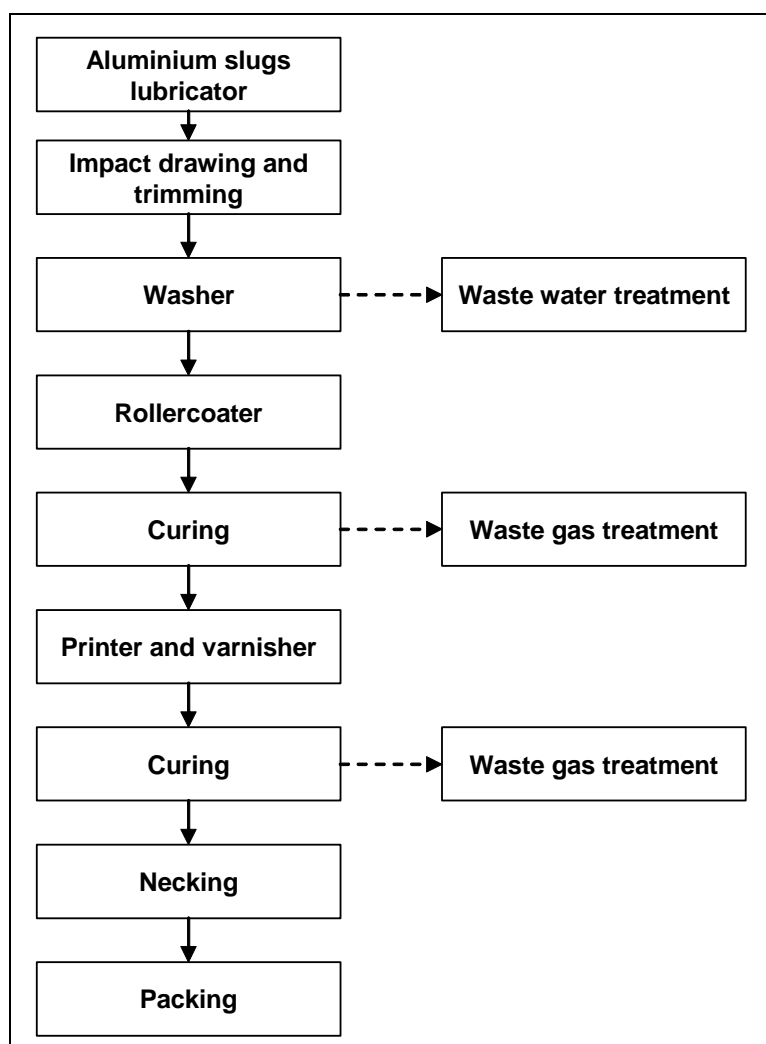 Aluminium slugs
lubricator
Impact drawing and
trimming
Washer
Waste water treatment
Rollercoater
Curing
Waste gas treatment
Printer and varnisher
Curing
Waste gas treatment
Necking
Packing